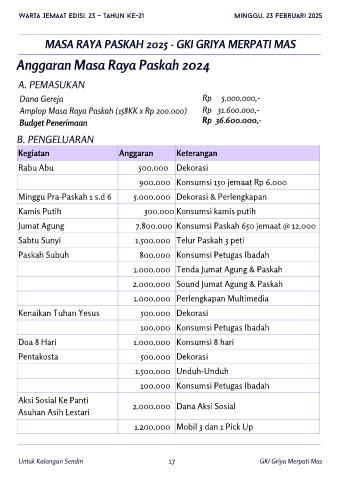 WARTA JEMAAT EDISI. 23 – TAHUN KE-21 MINGGU, 23 FEBRUARI 2025
MASA RAYA PASKAH 2025 - GKI GRIYA MERPATI MAS
Anggaran Masa Raya Paskah 2024
A. PEMASUKAN
Dana Gereja Rp 5.000.000,-
Amplop Masa Raya Paskah (158KK x Rp 200.000) Rp 31.600.000,-
Budget Penerimaan Rp 36.600.000,-
B. PENGELUARAN
Kegiatan Anggaran Keterangan
Rabu Abu 500.000 Dekorasi
900.000 Konsumsi 150 jemaat Rp 6.000
Minggu Pra-Paskah 1 s.d 6 5.000.000 Dekorasi & Perlengkapan
Kamis Putih 300.000 Konsumsi kamis putih
Jumat Agung 7.800.000 Konsumsi Paskah 650 jemaat @ 12.000
Sabtu Sunyi 1.500.000 Telur Paskah 3 peti
Paskah Subuh 800.000 Konsumsi Petugas Ibadah
1.000.000 Tenda Jumat Agung & Paskah
2.000.000 Sound Jumat Agung & Paskah
1.000.000 Perlengkapan Multimedia
Kenaikan Tuhan Yesus 500.000 Dekorasi
100.000 Konsumsi Petugas Ibadah
Doa 8 Hari 1.000.000 Konsumsi 8 hari
Pentakosta 500.000 Dekorasi
1.500.000 Unduh-Unduh
100.000 Konsumsi Petugas Ibadah
Aksi Sosial Ke Panti
Asuhan Asih Lestari 2.000.000 Dana Aksi Sosial
1.200.000 Mobil 3 dan 1 Pick Up
Untuk Kalangan Sendiri 17 GKI Griya Merpati Mas